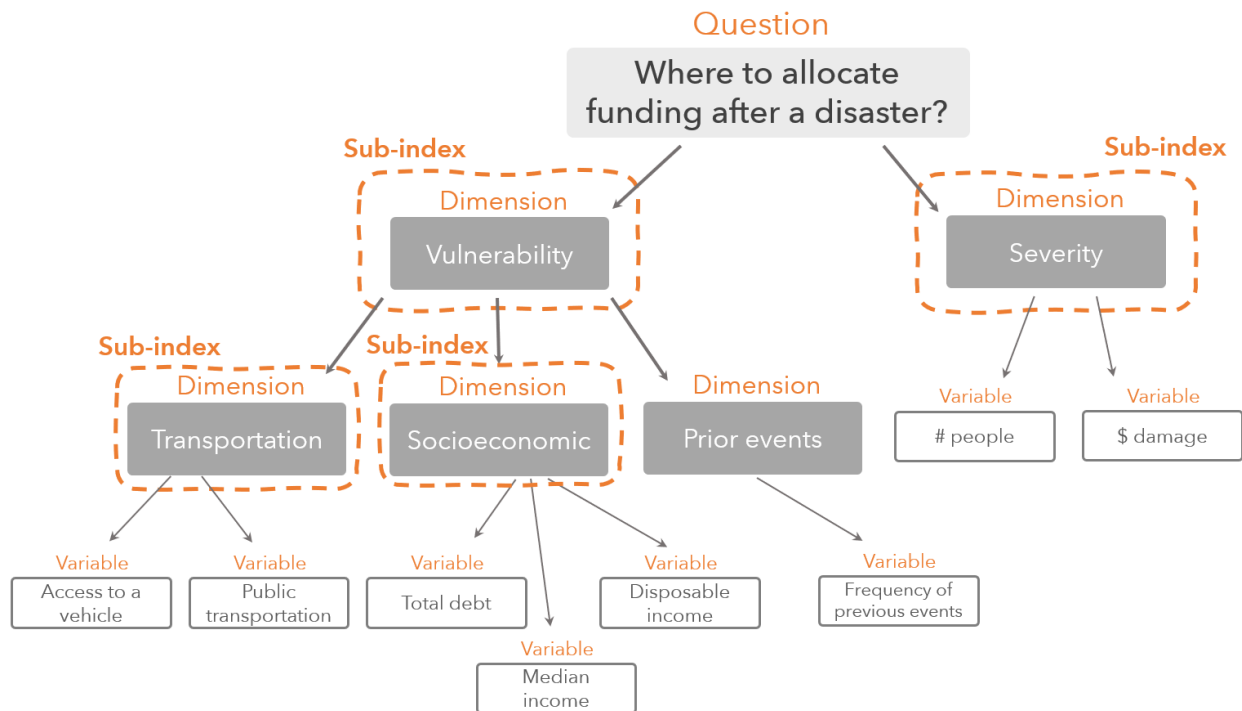 Question
Where to allocate
funding after a disaster?
Sub-index
Sub-index
Dimension
Vulnerability
Dimension
Severity
Sub-index
Dimension
Transportation
Sub-index
Dimension
Socioeconomic
Dimension
Prior events
Variable
# people
Variable
$ damage
Variable
Access to a
vehicle
Variable
Public
transportation
Variable
Total debt
Variable
Median
income
Variable
Disposable
income
Variable
Frequency of
previous events